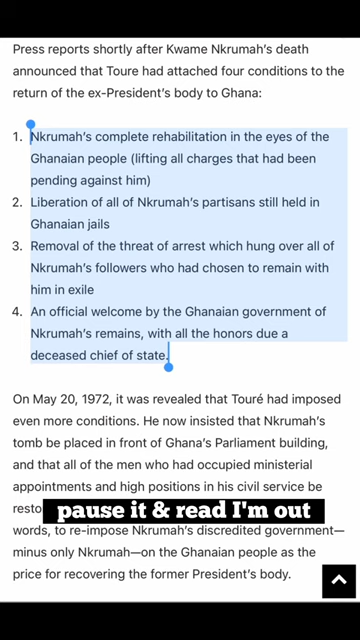 Press reports shortly after Kwame Nkrumah's death
announced that Toure had attached four conditions to the
return of the ex-President's body to Ghana:
1. Nkrumah's complete rehabilitation in the eyes of the
Ghanaian people (lifting all charges that had been
pending against him)
2. Liberation of all of Nkrumah's partisans still held in
Ghanaian jails
3. Removal of the threat of arrest which hung over all of
Nkrumah's followers who had chosen to remain with
him in exile
4. An official welcome by the Ghanaian government of
Nkrumah's remains, with all the honors due a
deceased chief of state.
On May 20, 1972, it was revealed that Touré had imposed
even more conditions. He now insisted that Nkrumah's
tomb be placed in front of Ghana's Parliament building,
and that all of the men who had occupied ministerial
appointments and high positions in his civil service be
pause it & read I'm out
words, to re-impose Nkrumah's discredited government—
minus only Nkrumah—on the Ghanaian people as the
price for recovering the former President's body.